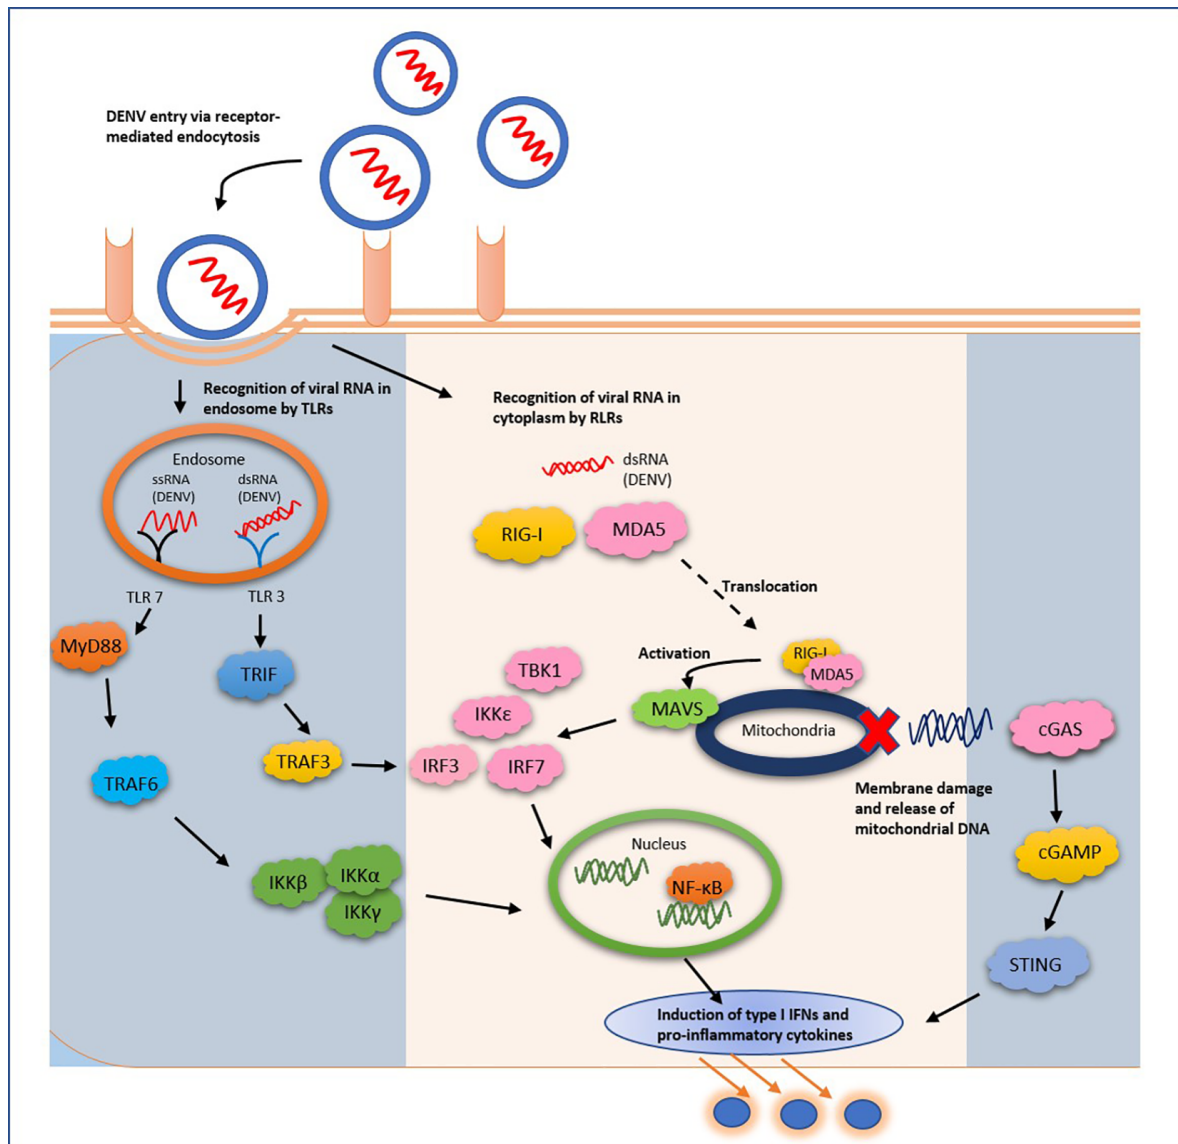 DENV entry via receptor-
mediated endocytosis
Recognition of viral RNA in
endosome by TLRs
Endosome
ssRNA
(DENV)
dsRNA
(DENV)
TLR 7
TLR 3
MyD88
TRIF
TRAF6
TRAF3
IKKβ
IKKα
IKKγ
Recognition of viral RNA in
cytoplasm by RLRs
dsRNA
(DENV)
RIG-I
MDA5
Translocation
RIG-I
MDA5
Activation
MAVS
Mitochondria
TBK1
IKKε
IRF3
IRF7
Nucleus
NF-κB
Membrane damage
and release of
mitochondrial DNA
cGAS
cGAMP
STING
Induction of type I IFNs and
pro-inflammatory cytokines